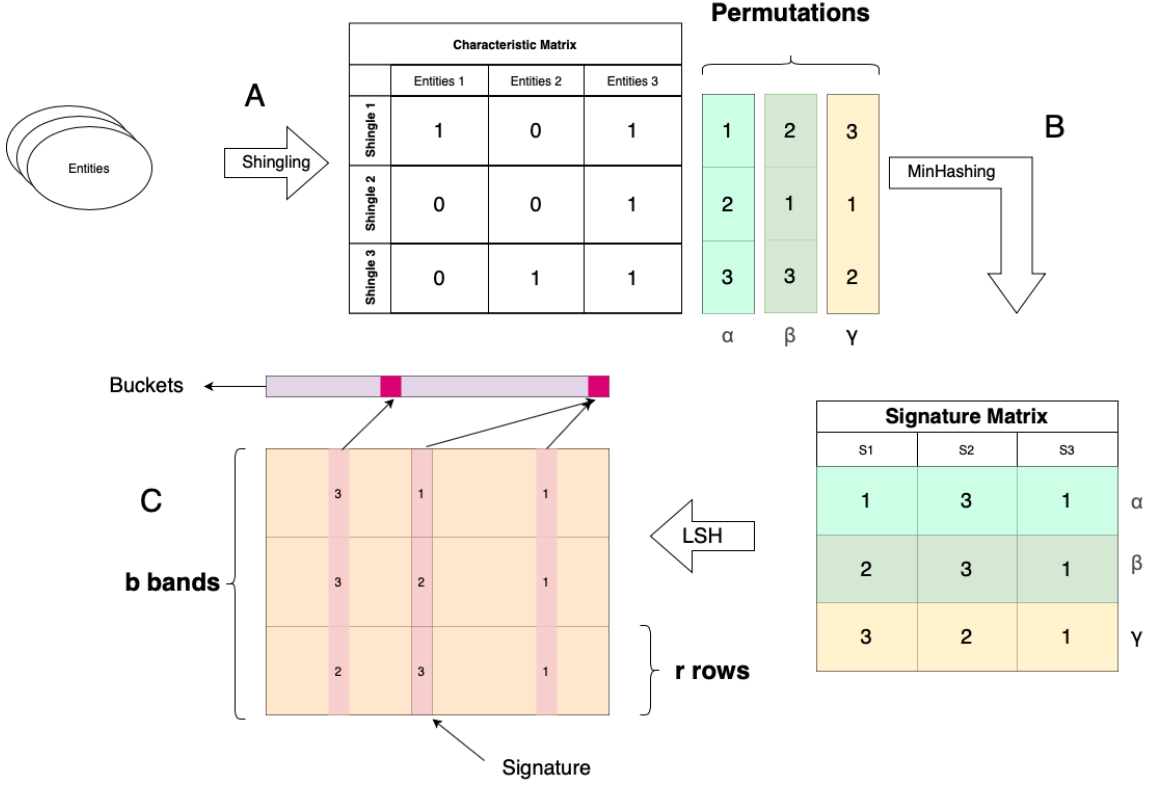 Permutations
Characteristic Matrix
Entities 1 Entities 2 Entities 3
A
Entities
Shingling
Shingle 1 1 0 1
Shingle 2 0 0 1
Shingle 3 0 1 1
1 2 3
2 1 1
3 3 2
α β γ
B
MinHashing
Buckets
Signature Matrix
S1 S2 S3
1 3 1 α
2 3 1 β
3 2 1 γ
LSH
C
b bands
3 1 1
3 2 1
2 3 1
r rows
Signature